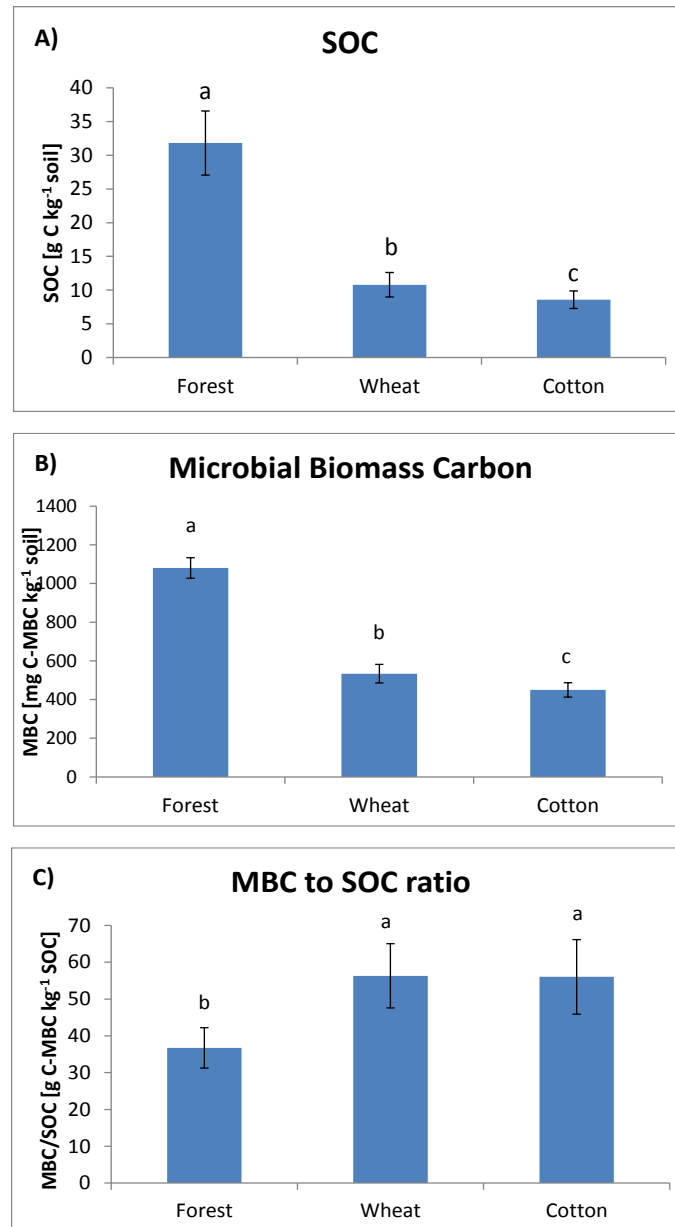 A)
SOC
SOC [g C kg⁻¹ soil]
40
35
30
25
20
15
10
5
0
a
b
c
Forest Wheat Cotton
B)
Microbial Biomass Carbon
MBC [mg C-MBC kg⁻¹ soil]
1400
1200
1000
800
600
400
200
0
a
b
c
Forest Wheat Cotton
C)
MBC to SOC ratio
MBC/SOC [g C-MBC kg⁻¹ SOC]
70
60
50
40
30
20
10
0
b
a
a
Forest Wheat Cotton